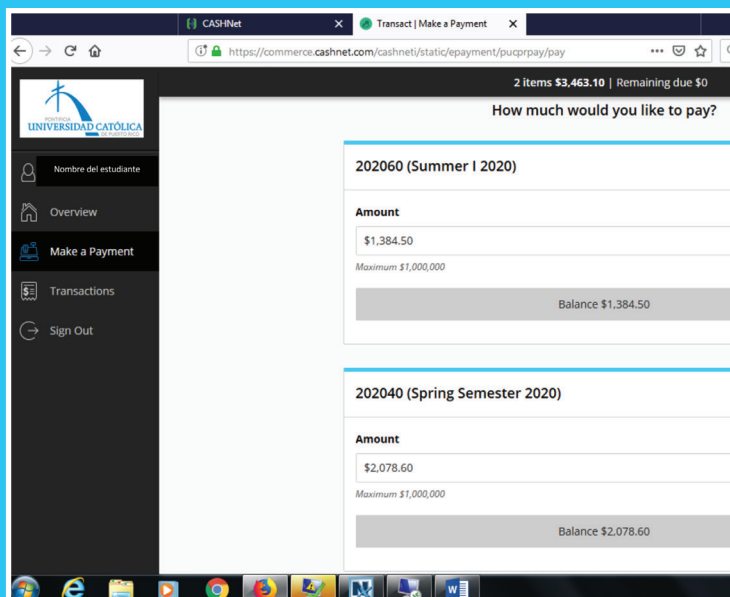 CASHNet
Transact | Make a Payment
https://commerce.cashnet.com/cashneti/static/epayment/pucprpay/pay
2 items $3,463.10 | Remaining due $0
PONTIFICIA
UNIVERSIDAD CATÓLICA
DE PUERTO RICO
Nombre del estudiante
Overview
Make a Payment
Transactions
Sign Out
How much would you like to pay?
202060 (Summer I 2020)
Amount
$1,384.50
Maximum $1,000,000
Balance $1,384.50
202040 (Spring Semester 2020)
Amount
$2,078.60
Maximum $1,000,000
Balance $2,078.60